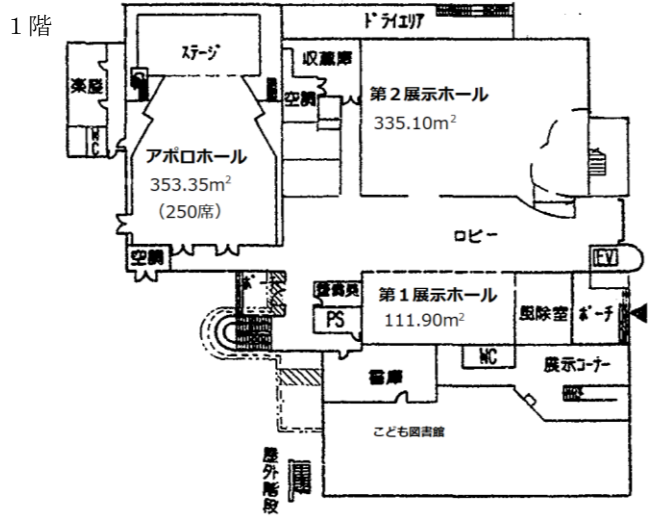 1階
ドライエリア
ステージ
収蔵庫
楽屋
空調
第2展示ホール
335.10m²
アポロホール
353.35m²
(250席)
ロビー
空調
EV
第1展示ホール
111.90m²
PS
風除室
ポーチ
WC
展示コーナー
書庫
こども図書館
屋外階段